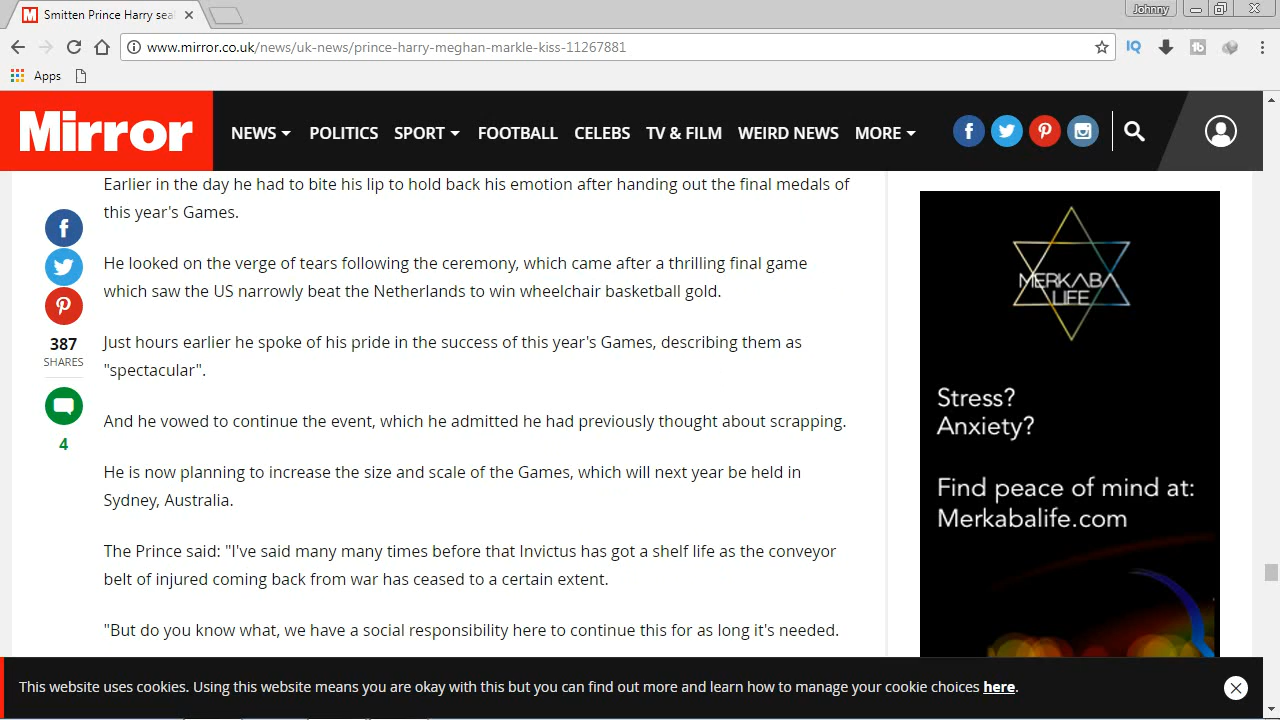 Smitten Prince Harry sea
Johnny
www.mirror.co.uk/news/uk-news/prince-harry-meghan-markle-kiss-11267881
IQ
tb
Apps
Mirror
NEWS POLITICS SPORT FOOTBALL CELEBS TV & FILM WEIRD NEWS MORE
Earlier in the day he had to bite his lip to hold back his emotion after handing out the final medals of
this year's Games.
He looked on the verge of tears following the ceremony, which came after a thrilling final game
which saw the US narrowly beat the Netherlands to win wheelchair basketball gold.
387
SHARES
Just hours earlier he spoke of his pride in the success of this year's Games, describing them as
"spectacular".
4
And he vowed to continue the event, which he admitted he had previously thought about scrapping.
He is now planning to increase the size and scale of the Games, which will next year be held in
Sydney, Australia.
The Prince said: "I've said many many times before that Invictus has got a shelf life as the conveyor
belt of injured coming back from war has ceased to a certain extent.
"But do you know what, we have a social responsibility here to continue this for as long it's needed.
MERKABA
LIFE
Stress?
Anxiety?
Find peace of mind at:
Merkabalife.com
This website uses cookies. Using this website means you are okay with this but you can find out more and learn how to manage your cookie choices here.